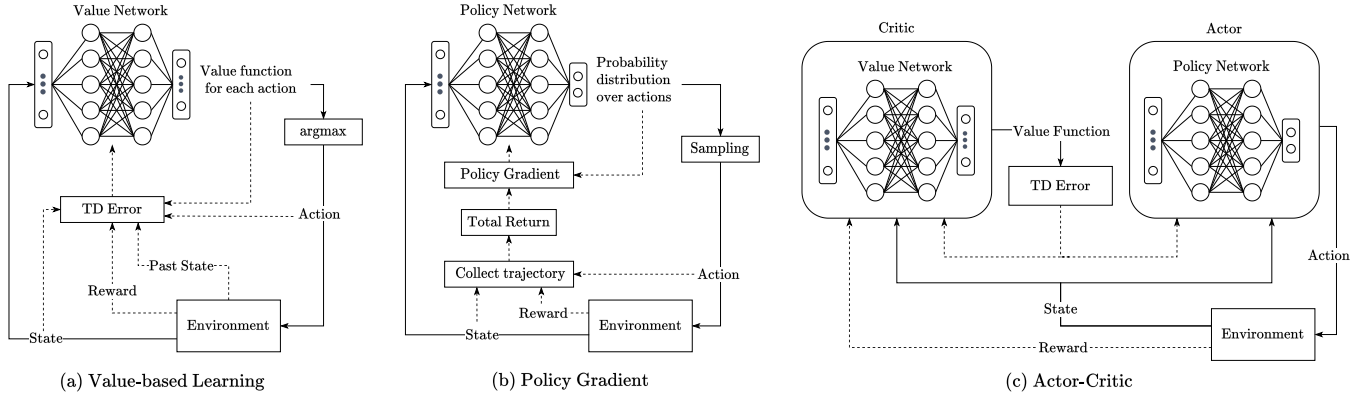 Value Network
Value function
for each action
argmax
TD Error
Action
Past State
Reward
Environment
State
(a) Value-based Learning
Policy Network
Probability
distribution
over actions
Sampling
Policy Gradient
Total Return
Collect trajectory
Action
Reward
Environment
State
(b) Policy Gradient
Critic
Value Network
Value Function
TD Error
Actor
Policy Network
Action
State
Environment
Reward
(c) Actor-Critic